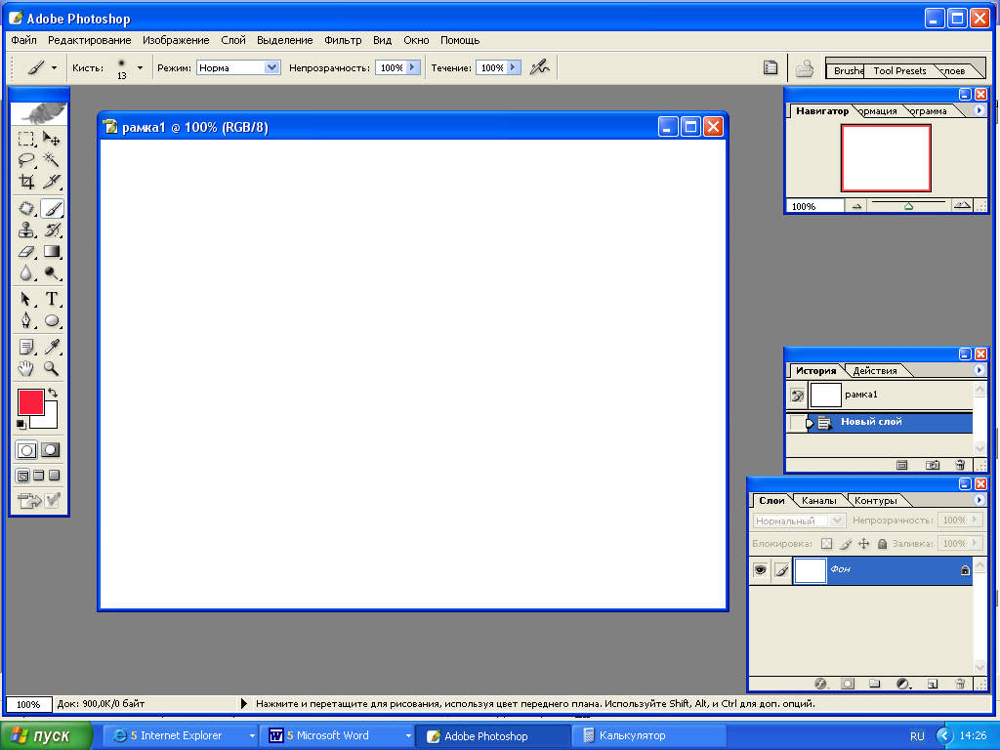 Adobe Photoshop
Файл Редактирование Изображение Слой Выделение Фильтр Вид Окно Помощь
Кисть: 13 Режим: Норма Непрозрачность: 100% Течение: 100%
Brushe Tool Presets слоев
рамка1 @ 100% (RGB/8)
Навигатор ормация ограмма
100%
История Действия
рамка1
Новый слой
Слои Каналы Контуры
Нормальный Непрозрачность: 100%
Блокировка: Заливка: 100%
Фон
100% Док: 900,0K/0 байт Нажмите и перетащите для рисования, используя цвет переднего плана. Используйте Shift, Alt, и Ctrl для доп. опций.
пуск 5 Internet Explorer 5 Microsoft Word Adobe Photoshop Калькулятор RU 14:26